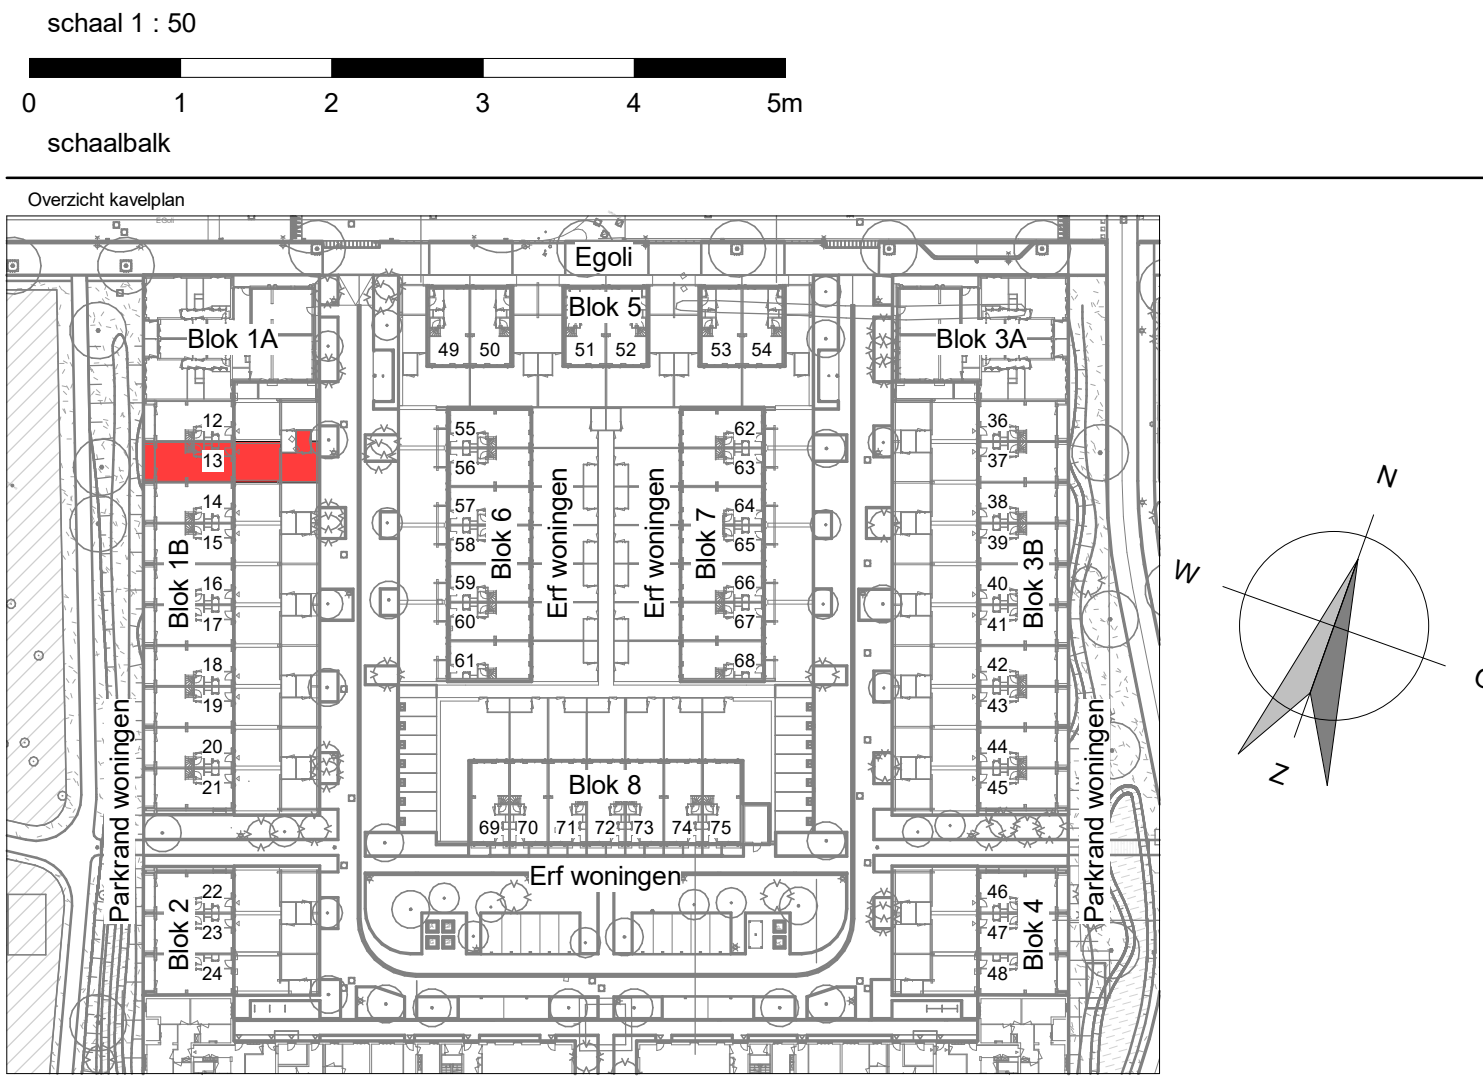 schaal 1 : 50
0 1 2 3 4 5m
schaalbalk
Overzicht kavelplan
EGoli
Egoli
Blok 1A
Blok 5
Blok 3A
49 50 51 52 53 54
12
13
14
15
16
17
18
19
20
21
Blok 1B
Parkrand woningen
22
23
24
Blok 2
55
56
57
58
59
60
61
Blok 6
Erf woningen
Erf woningen
Blok 7
62
63
64
65
66
67
68
Blok 8
69 70 71 72 73 74 75
Erf woningen
36
37
38
39
40
41
42
43
44
45
Blok 3B
Parkrand woningen
46
47
48
Blok 4
N
W
Z